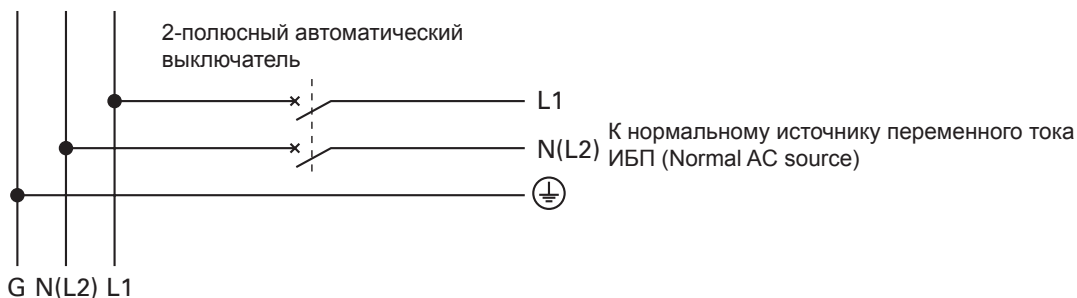 2-полюсный автоматический
выключатель
L1
N(L2)
К нормальному источнику переменного тока
ИБП (Normal AC source)
G N(L2) L1